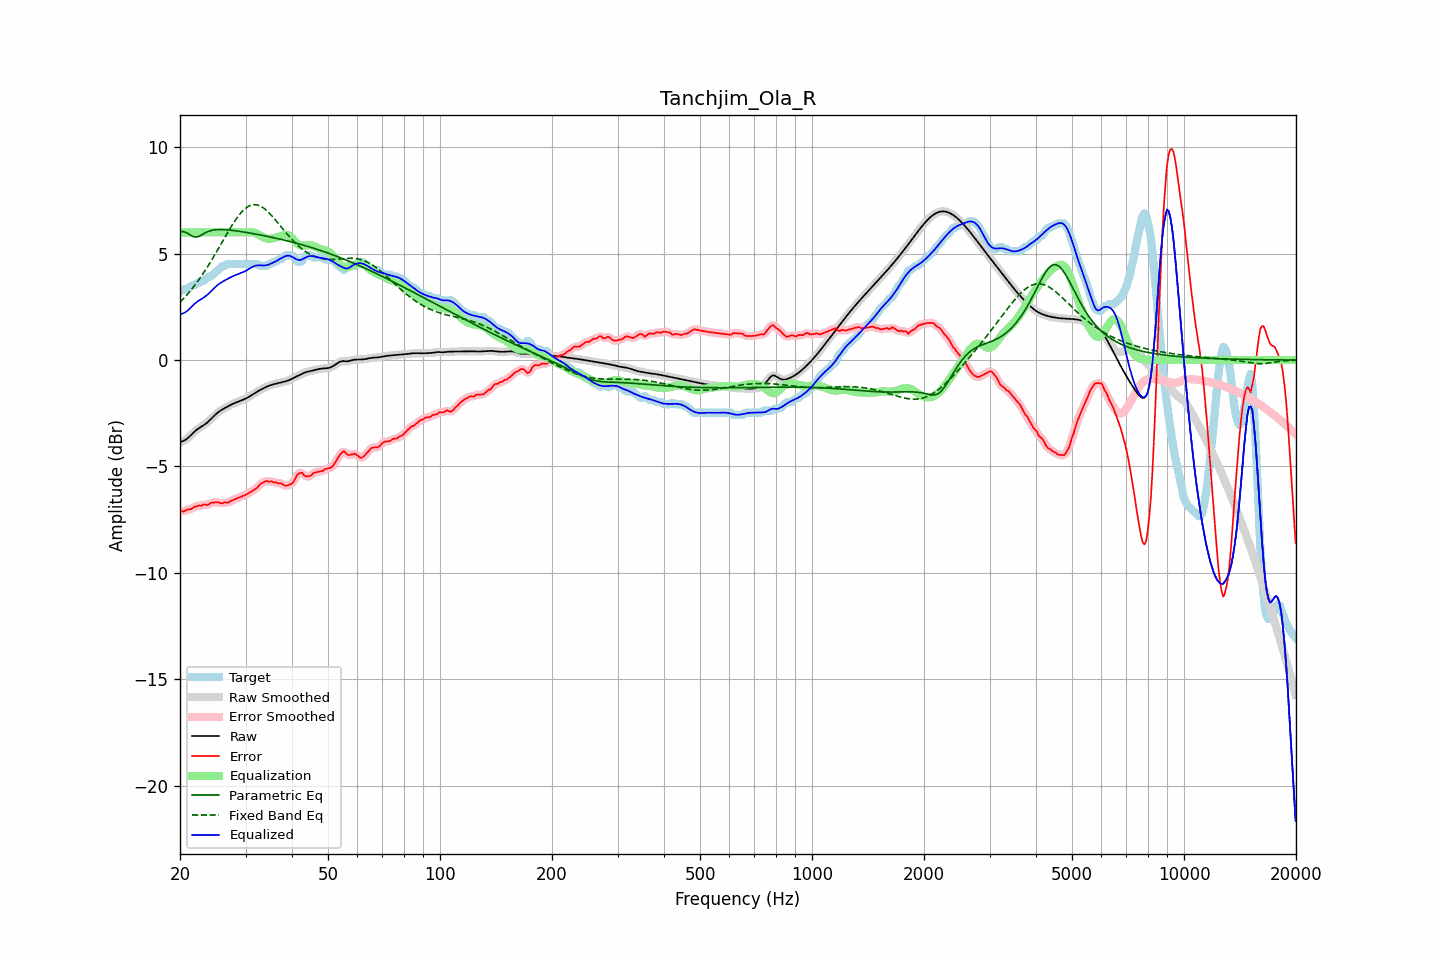 Tanchjim_Ola_R
Amplitude (dBr)
10
5
0
−5
−10
−15
−20
Target
Raw Smoothed
Error Smoothed
Raw
Error
Equalization
Parametric Eq
Fixed Band Eq
Equalized
20 50 100 200 500 1000 2000 5000 10000 20000
Frequency (Hz)